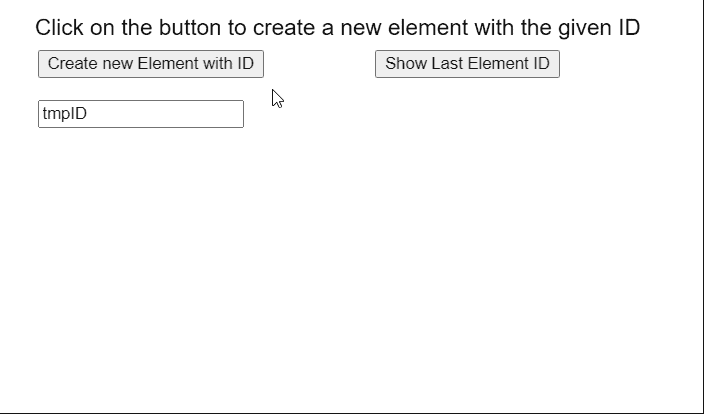 Click on the button to create a new element with the given ID
Create new Element with ID
Show Last Element ID
tmpID